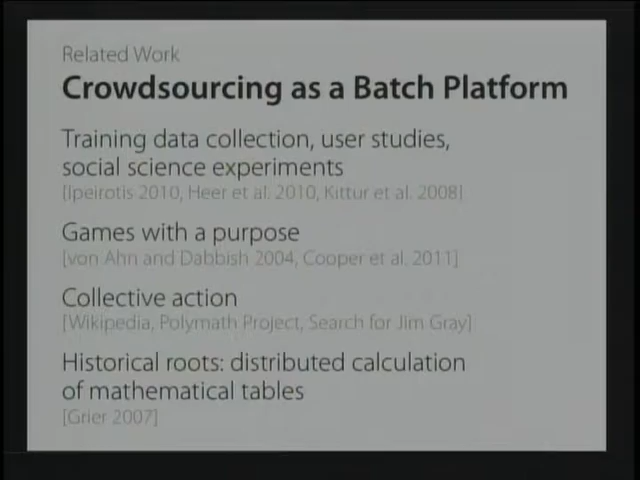 Related Work
Crowdsourcing as a Batch Platform
Training data collection, user studies,
social science experiments
[Ipeirotis 2010, Heer et al. 2010, Kittur et al. 2008]
Games with a purpose
[von Ahn and Dabbish 2004, Cooper et al. 2011]
Collective action
[Wikipedia, Polymath Project, Search for Jim Gray]
Historical roots: distributed calculation
of mathematical tables
[Grier 2007]